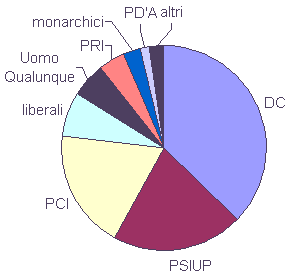 PD'A altri
monarchici
PRI
Uomo
Qualunque
DC
liberali
PCI
PSIUP